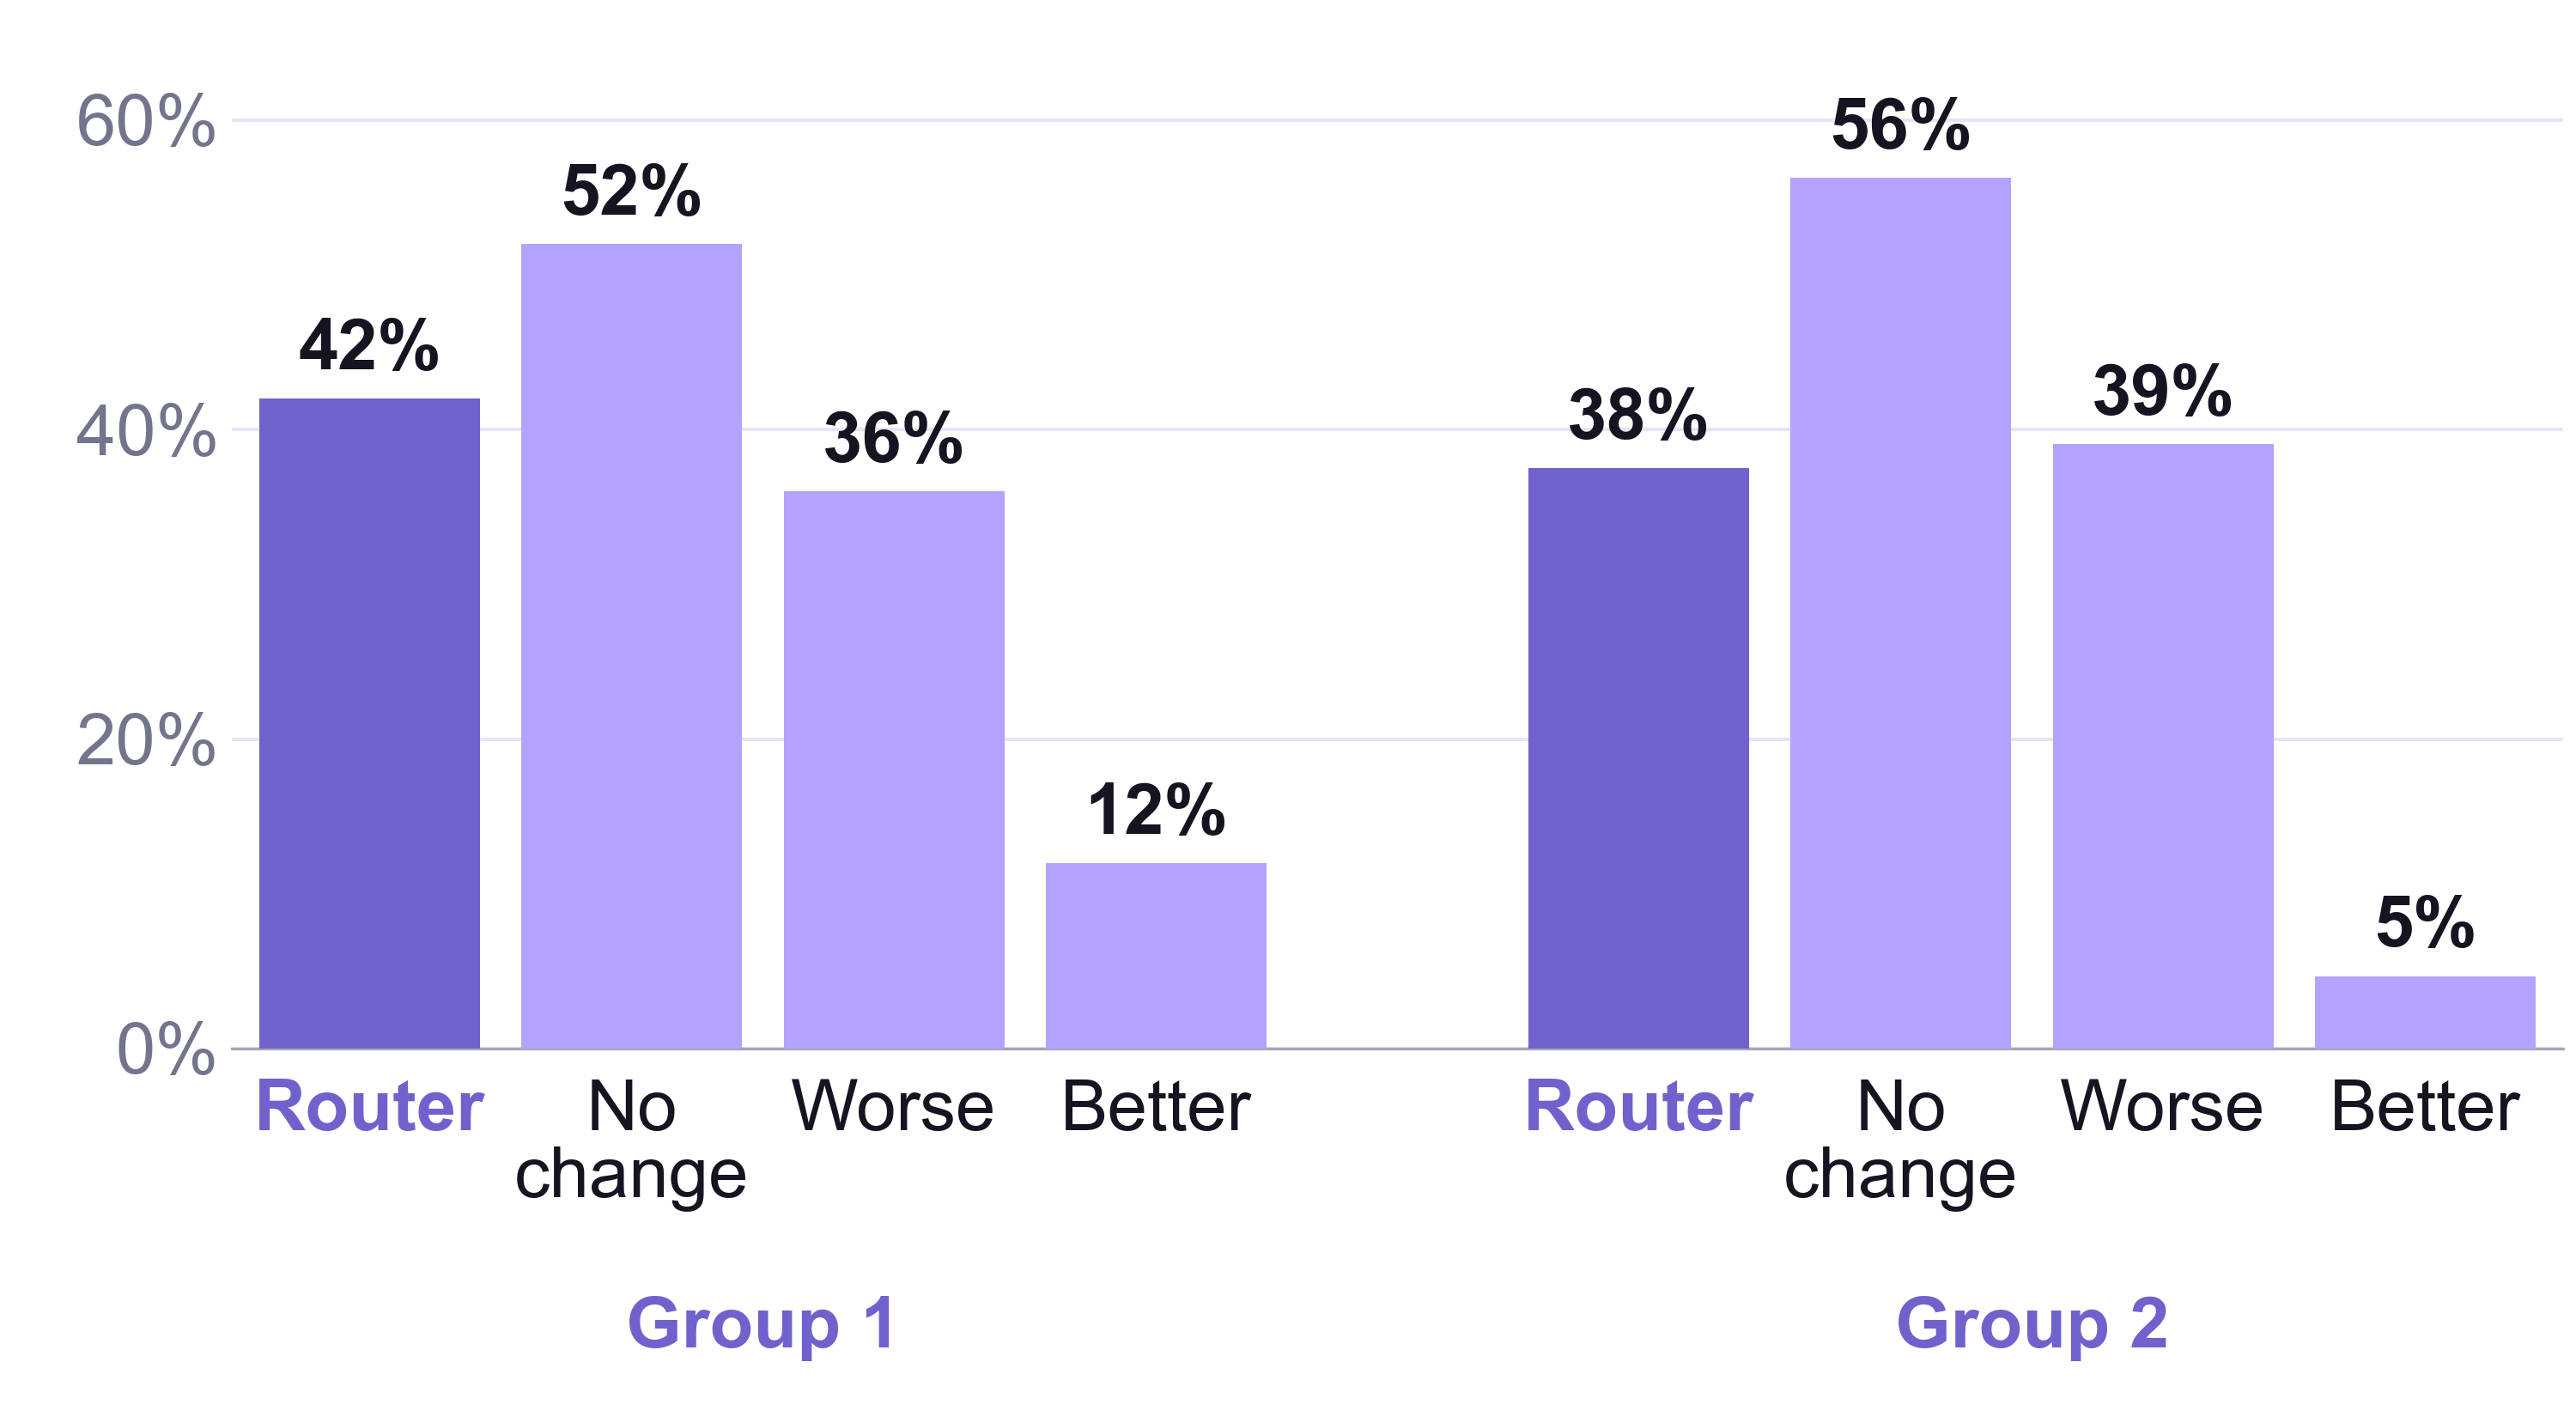 60%
40%
20%
0%
42%
52%
36%
12%
38%
56%
39%
5%
Router
No
change
Worse
Better
Router
No
change
Worse
Better
Group 1
Group 2